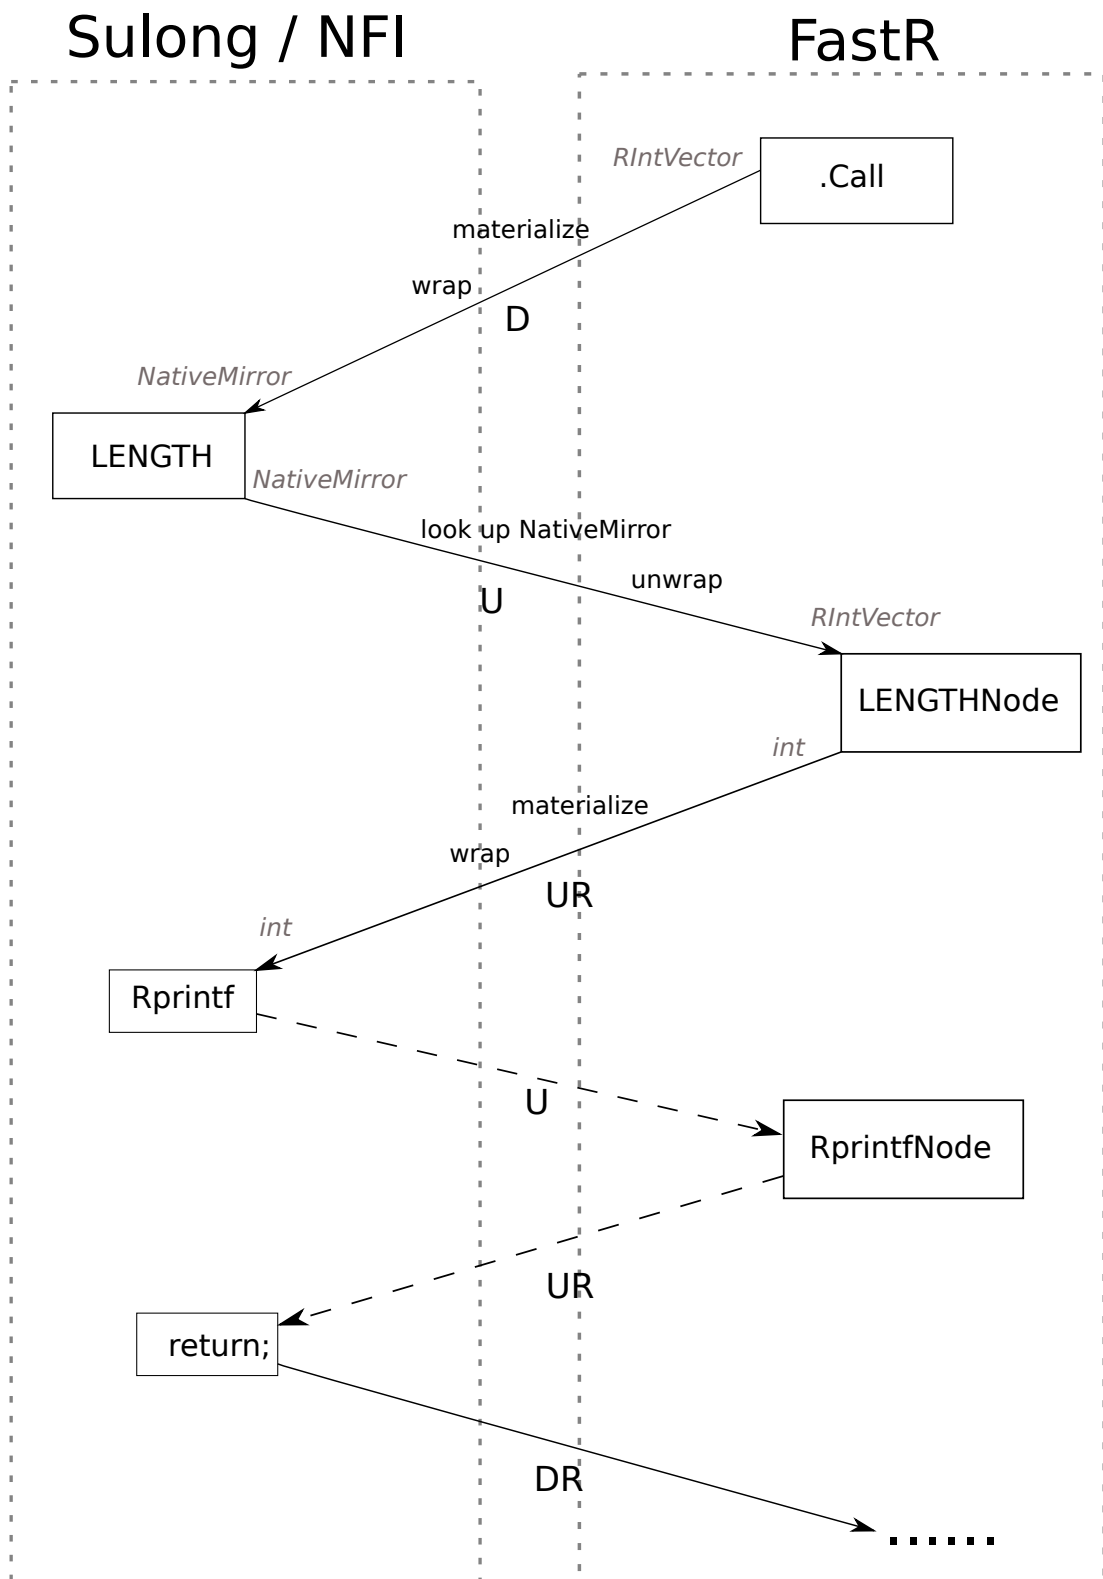 Sulong / NFI
FastR
RIntVector
.Call
materialize
wrap
D
NativeMirror
LENGTH
NativeMirror
look up NativeMirror
unwrap
U
RIntVector
LENGTHNode
int
materialize
wrap
UR
int
Rprintf
U
RprintfNode
UR
return;
DR
......